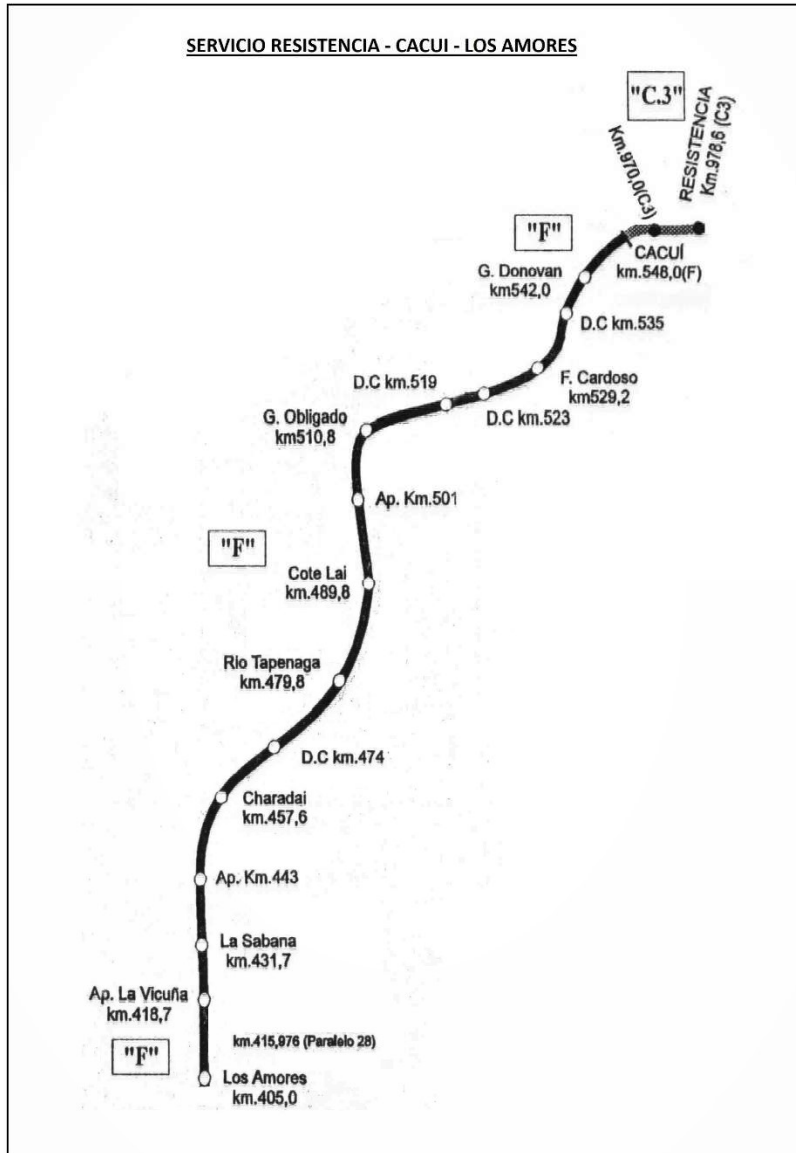 SERVICIO RESISTENCIA - CACUI - LOS AMORES
"C.3"
Km.970,0(C3)
RESISTENCIA
Km.978,6 (C3)
"F"
CACUÍ
km.548,0(F)
G. Donovan
km542,0
D.C km.535
F. Cardoso
km529,2
D.C km.519
D.C km.523
G. Obligado
km510,8
Ap. Km.501
"F"
Cote Lai
km.489,8
Rio Tapenaga
km.479,8
D.C km.474
Charadai
km.457,6
Ap. Km.443
La Sabana
km.431,7
Ap. La Vicuña
km.418,7
km.415,976 (Paralelo 28)
"F"
Los Amores
km.405,0